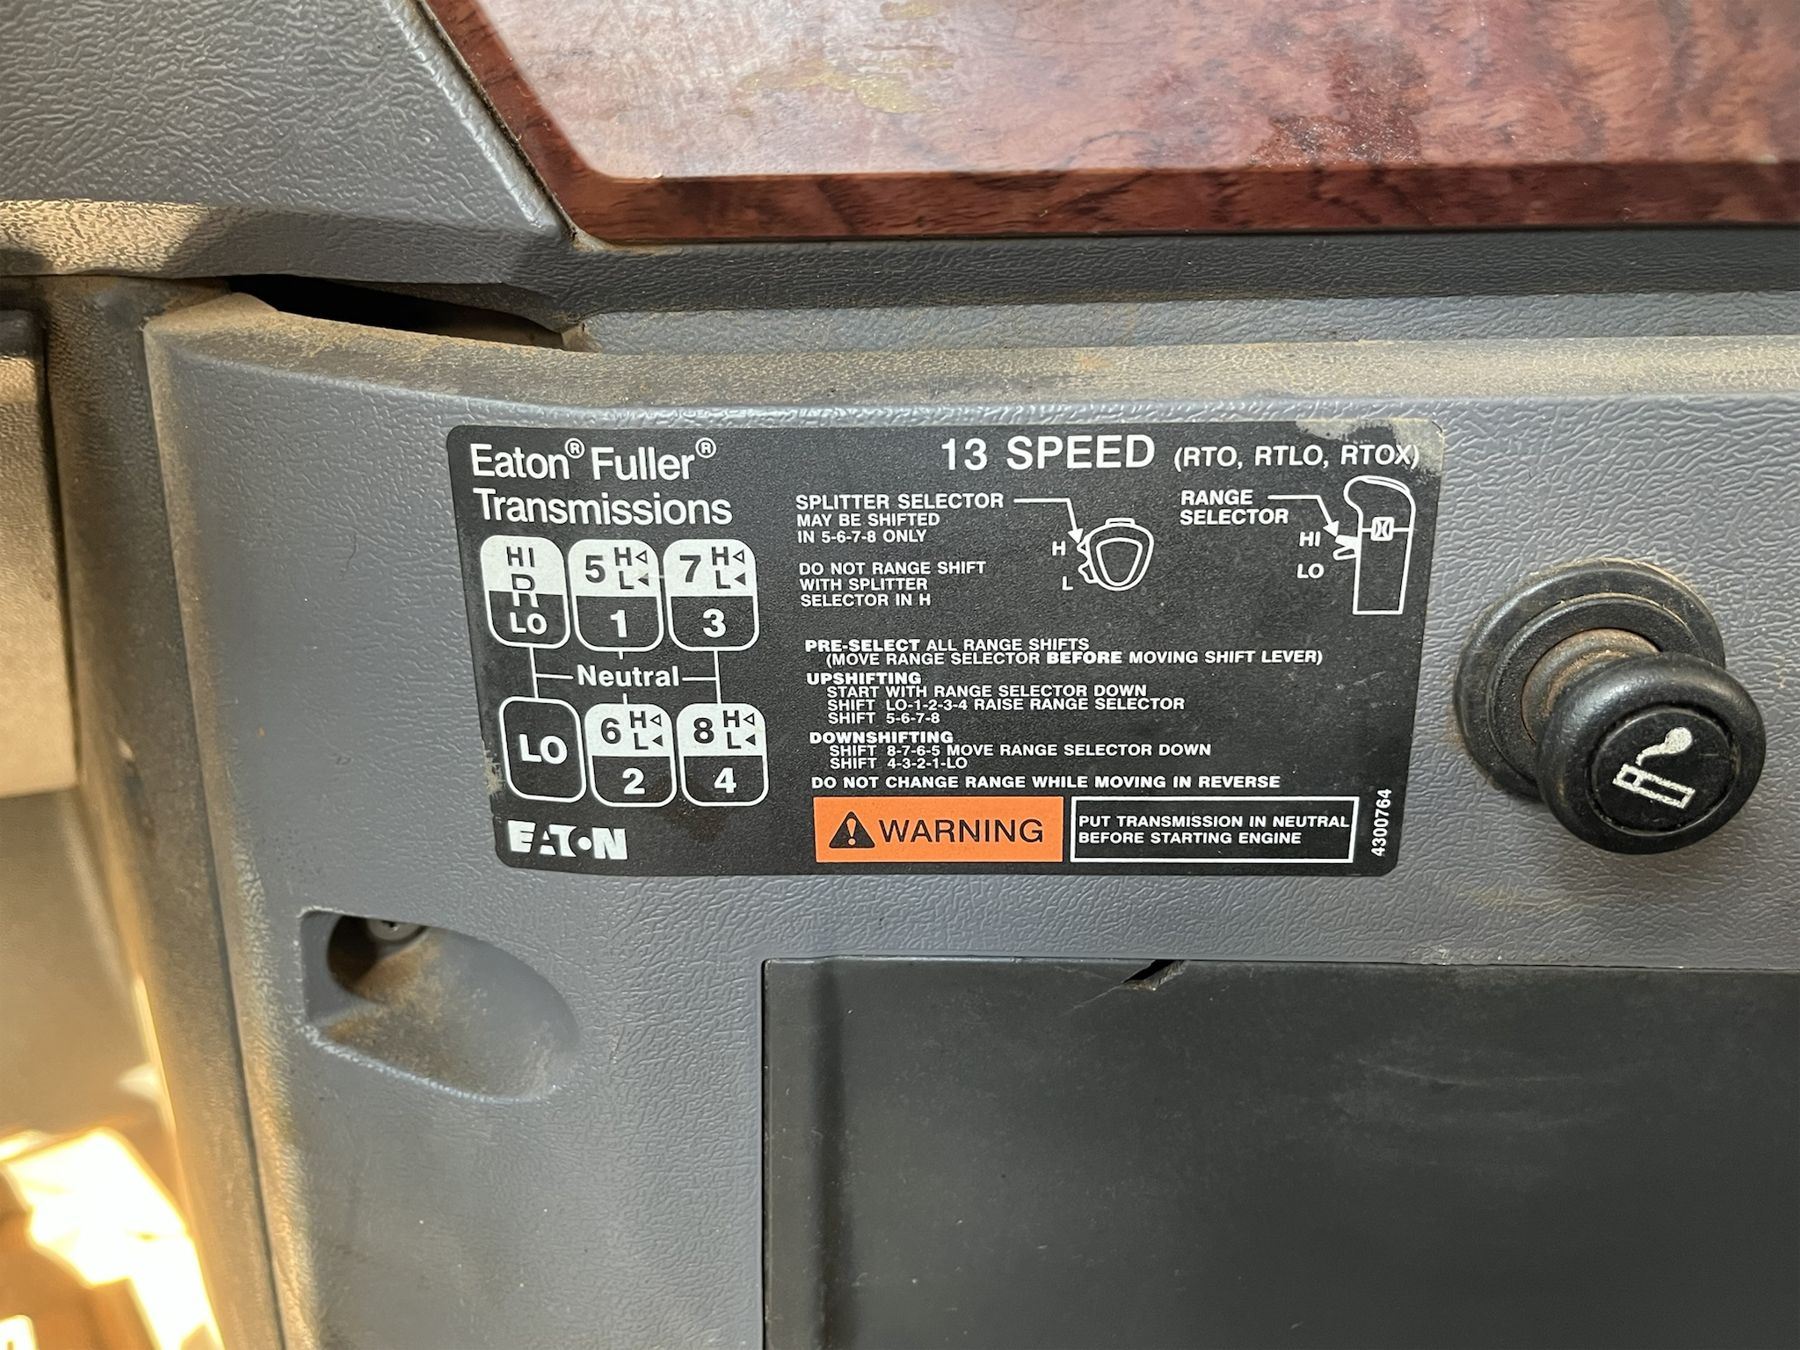 Eaton® Fuller®
Transmissions
13 SPEED (RTO, RTLO, RTOX)
SPLITTER SELECTOR
MAY BE SHIFTED
IN 5-6-7-8 ONLY
DO NOT RANGE SHIFT
WITH SPLITTER
SELECTOR IN H
H
L
RANGE
SELECTOR
HI
LO
HI
R
LO
5 H
L
1
7 H
L
3
Neutral
LO
6 H
L
2
8 H
L
4
PRE-SELECT ALL RANGE SHIFTS
(MOVE RANGE SELECTOR BEFORE MOVING SHIFT LEVER)
UPSHIFTING
START WITH RANGE SELECTOR DOWN
SHIFT LO-1-2-3-4 RAISE RANGE SELECTOR
SHIFT 5-6-7-8
DOWNSHIFTING
SHIFT 8-7-6-5 MOVE RANGE SELECTOR DOWN
SHIFT 4-3-2-1-LO
DO NOT CHANGE RANGE WHILE MOVING IN REVERSE
EATON
WARNING
PUT TRANSMISSION IN NEUTRAL
BEFORE STARTING ENGINE
4300764